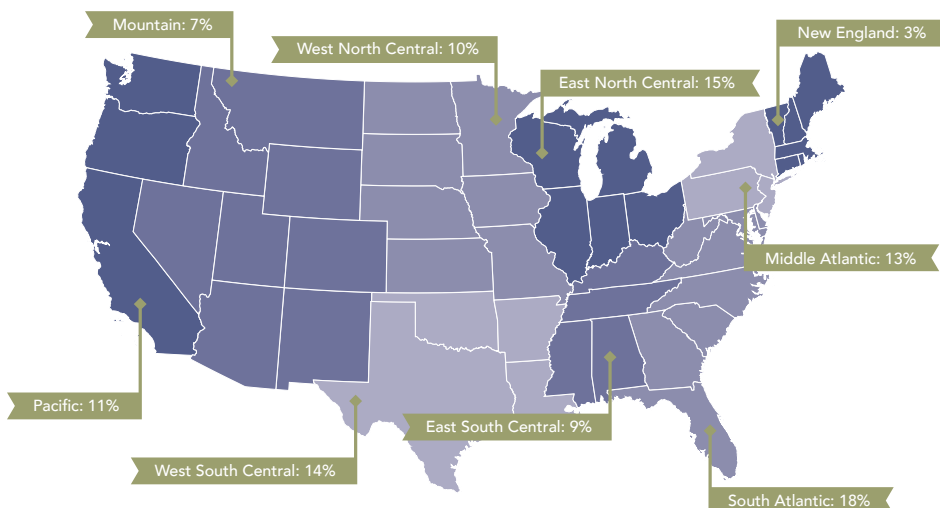 Mountain: 7%
New England: 3%
West North Central: 10%
East North Central: 15%
Middle Atlantic: 13%
Pacific: 11%
East South Central: 9%
West South Central: 14%
South Atlantic: 18%